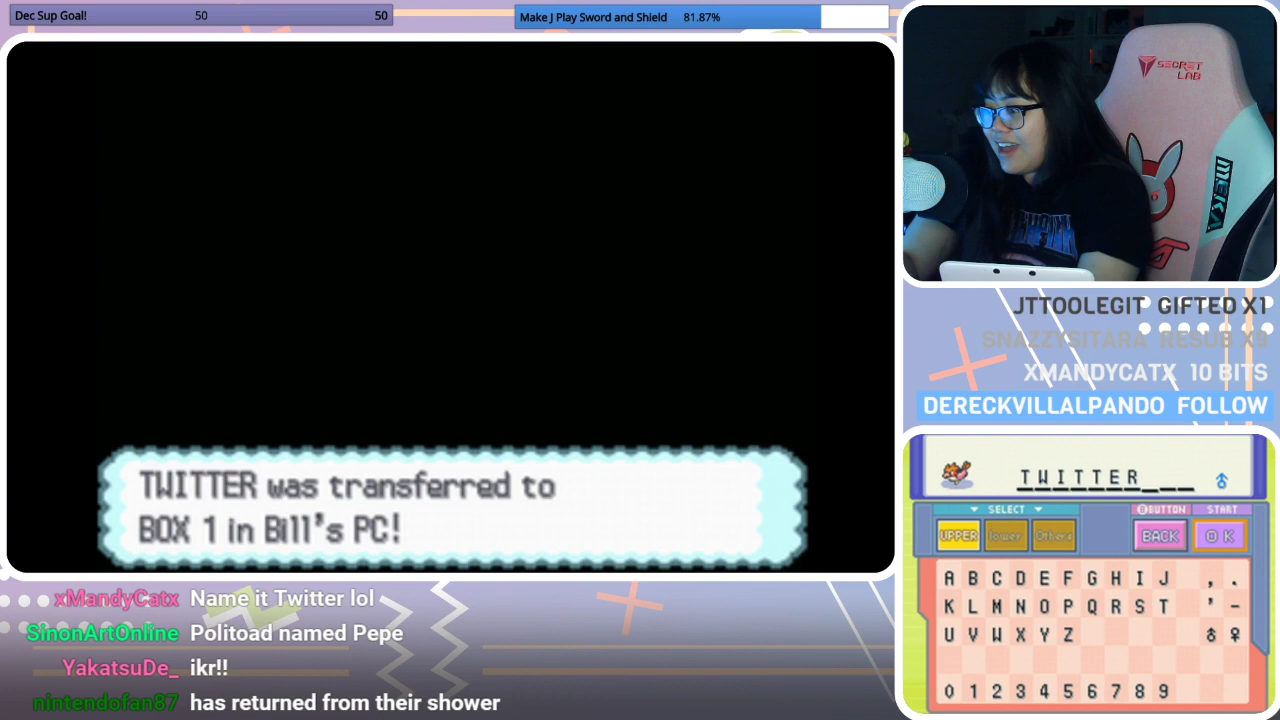 Dec Sup Goal! 50 50
Make J Play Sword and Shield 81.87%
SECRET
LAB
MEKA
JTTOOLEGIT GIFTED X1
SNAZZYSITARA RESUB X9
XMANDYCATX 10 BITS
DERECKVILLALPANDO FOLLOW
TWITTER was transferred to
BOX 1 in Bill's PC!
TWITTER___ ♂
SELECT BUTTON START
UPPER lower Others BACK OK
A B C D E F G H I J , .
K L M N O P Q R S T ' -
U V W X Y Z ♂ ♀
0 1 2 3 4 5 6 7 8 9
xMandyCatx Name it Twitter lol
SinonArtOnline Politoad named Pepe
YakatsuDe_ ikr!!
nintendofan87 has returned from their shower